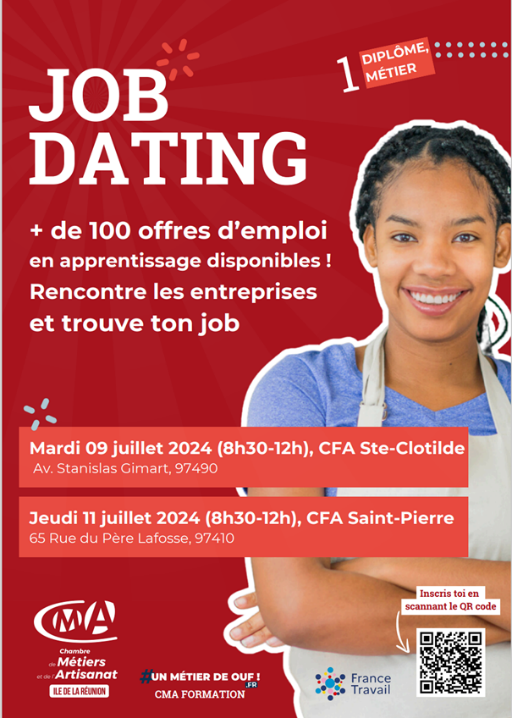 1 DIPLÔME,
MÉTIER
JOB
DATING
+ de 100 offres d'emploi
en apprentissage disponibles !
Rencontre les entreprises
et trouve ton job
Mardi 09 juillet 2024 (8h30-12h), CFA Ste-Clotilde
Av. Stanislas Gimart, 97490
Jeudi 11 juillet 2024 (8h30-12h), CFA Saint-Pierre
65 Rue du Père Lafosse, 97410
Inscris toi en
scannant le QR code
CMA
Chambre
de Métiers
et de l'Artisanat
ILE DE LA RÉUNION
#UN MÉTIER DE OUF !
.FR
CMA FORMATION
France
Travail